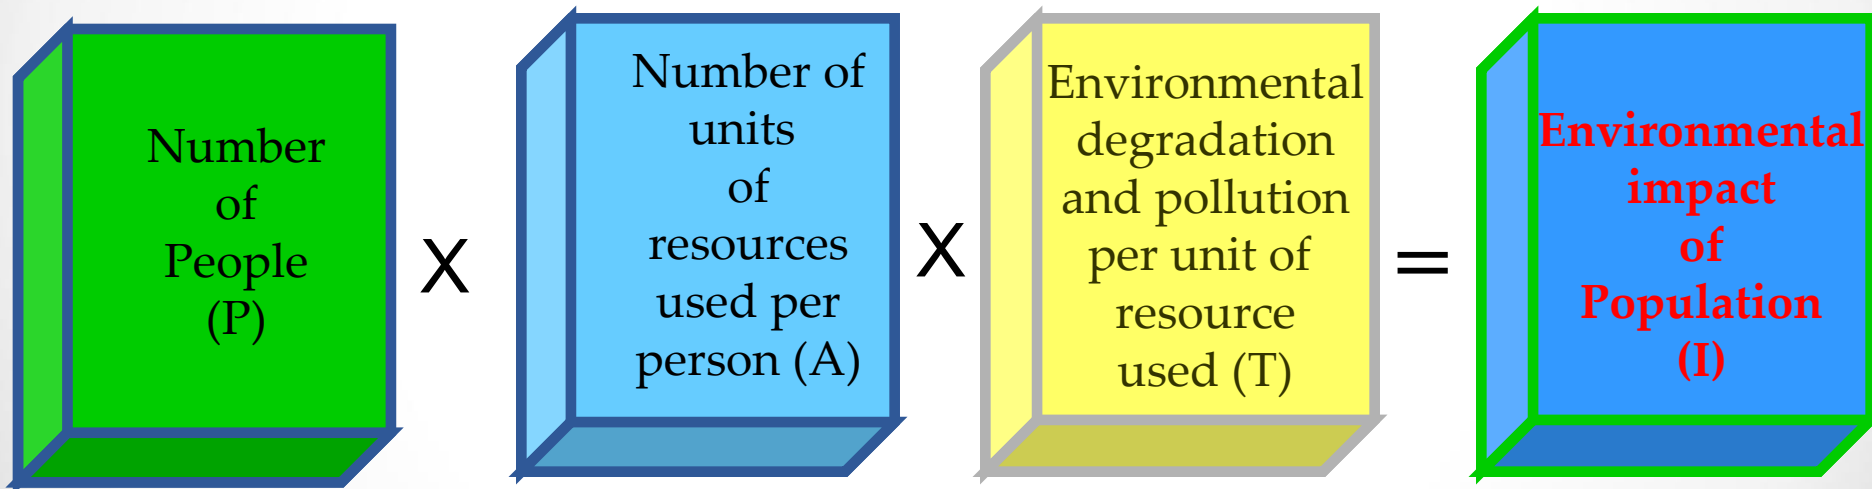 Number
of
People
(P)
X
Number of
units
of
resources
used per
person (A)
X
Environmental
degradation
and pollution
per unit of
resource
used (T)
=
Environmental
impact
of
Population
(I)